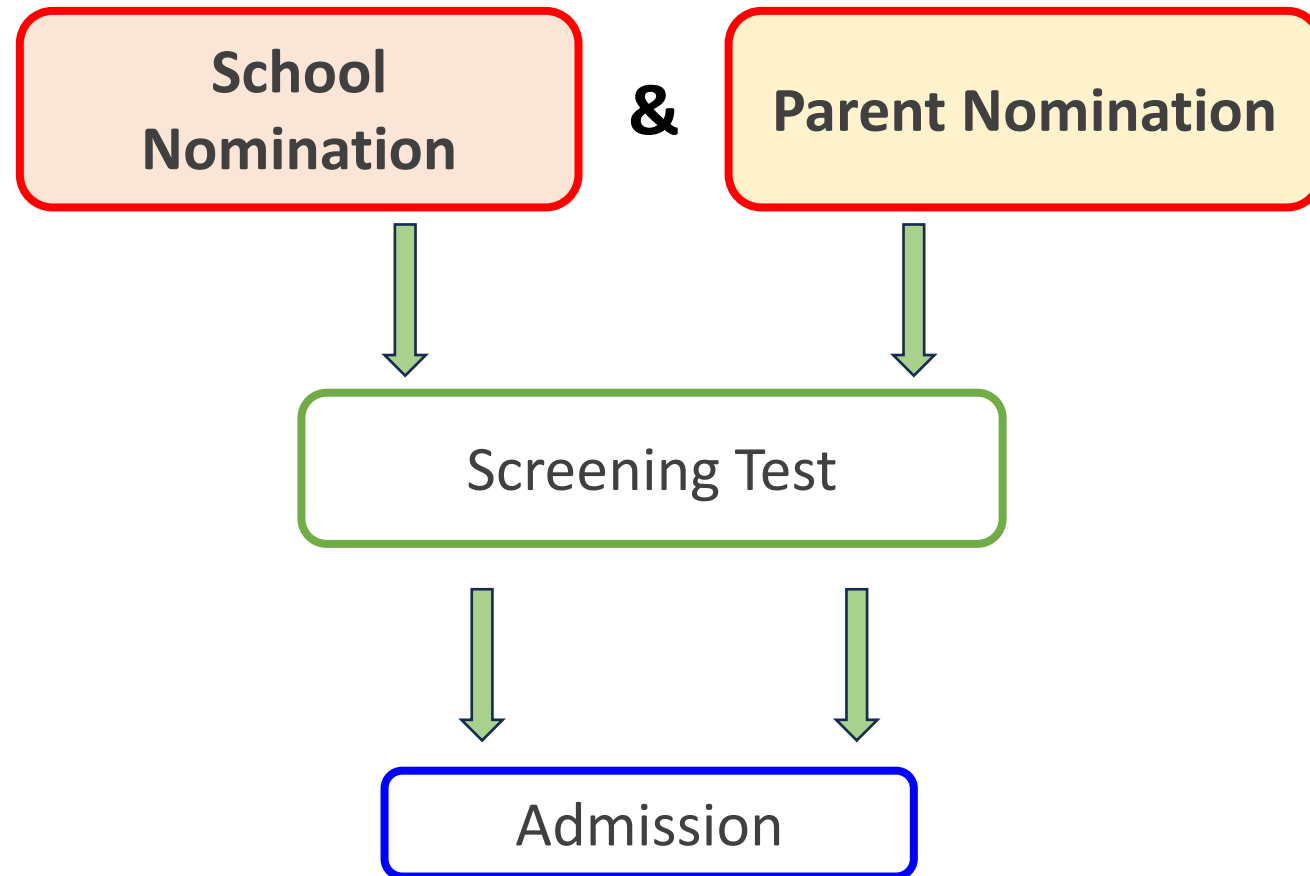 School
Nomination
&
Parent Nomination
Screening Test
Admission